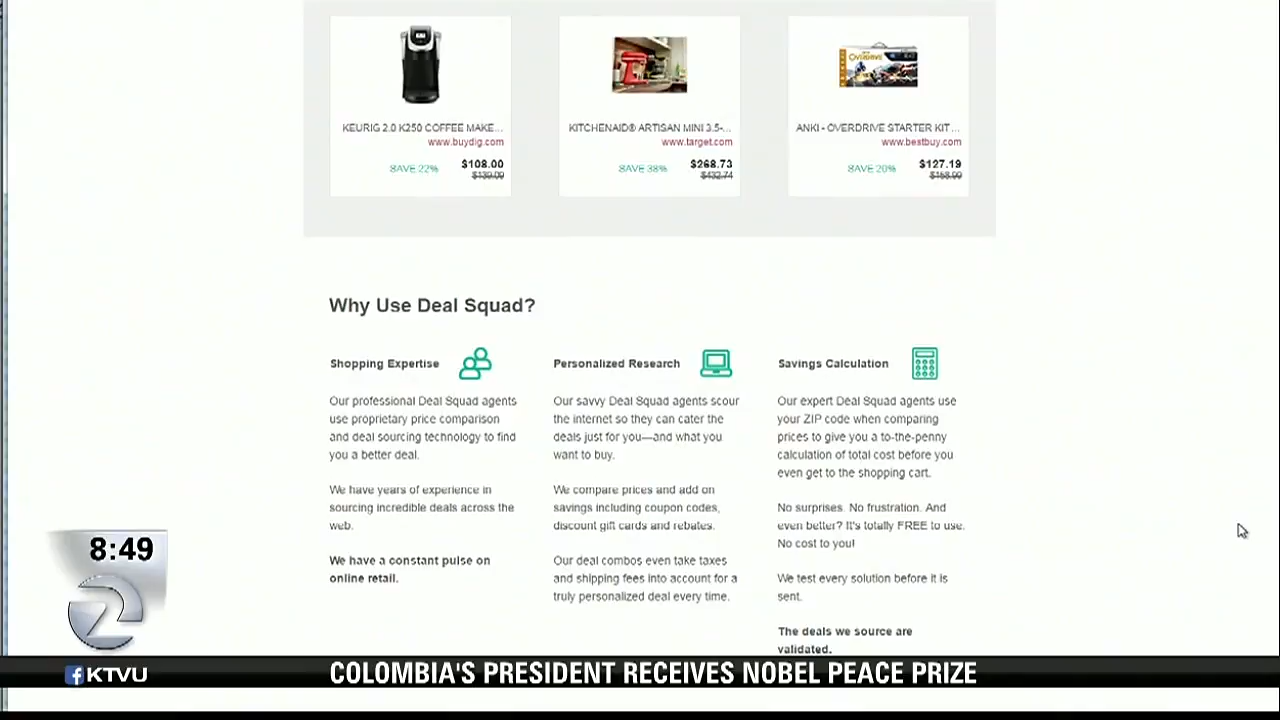 KEURIG 2.0 K250 COFFEE MAKE...
www.buydig.com
SAVE 22%
$108.00
$139.00
KITCHENAID® ARTISAN MINI 3.5-...
www.target.com
SAVE 38%
$268.73
$432.74
OVERDRIVE
ANKI - OVERDRIVE STARTER KIT ...
www.bestbuy.com
SAVE 20%
$127.19
$158.99
Why Use Deal Squad?
Shopping Expertise
Our professional Deal Squad agents
use proprietary price comparison
and deal sourcing technology to find
you a better deal.
We have years of experience in
sourcing incredible deals across the
web.
We have a constant pulse on
online retail.
Personalized Research
Our savvy Deal Squad agents scour
the internet so they can cater the
deals just for you—and what you
want to buy.
We compare prices and add on
savings including coupon codes,
discount gift cards and rebates.
Our deal combos even take taxes
and shipping fees into account for a
truly personalized deal every time.
Savings Calculation
Our expert Deal Squad agents use
your ZIP code when comparing
prices to give you a to-the-penny
calculation of total cost before you
even get to the shopping cart.
No surprises. No frustration. And
even better? It's totally FREE to use.
No cost to you!
We test every solution before it is
sent.
The deals we source are
validated.
8:49
2
KTVU
COLOMBIA'S PRESIDENT RECEIVES NOBEL PEACE PRIZE